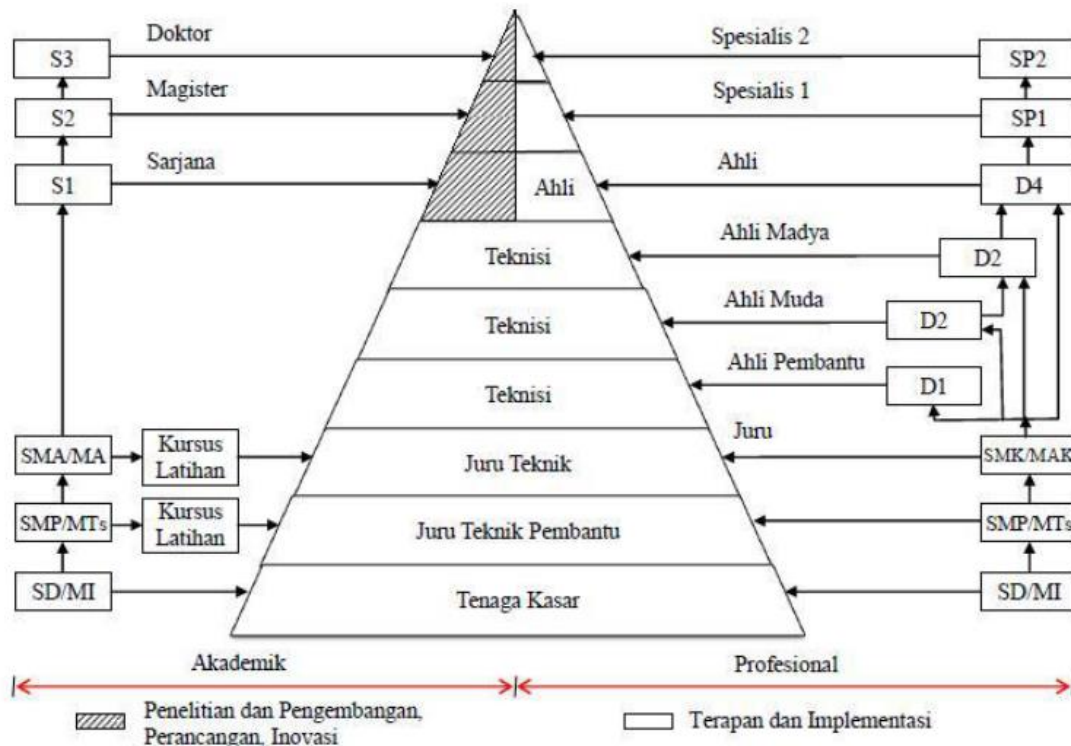 Doktor
Spesialis 2
S3
SP2
Magister
Spesialis 1
S2
SP1
Sarjana
Ahli
S1
Ahli
D4
Ahli Madya
Teknisi
D2
Ahli Muda
Teknisi
D2
Ahli Pembantu
Teknisi
D1
Juru
SMA/MA
Kursus
Latihan
Juru Teknik
SMK/MAK
SMP/MTs
Kursus
Latihan
Juru Teknik Pembantu
SMP/MTs
SD/MI
Tenaga Kasar
SD/MI
Akademik
Profesional
Penelitian dan Pengembangan,
Perancangan, Inovasi
Terapan dan Implementasi